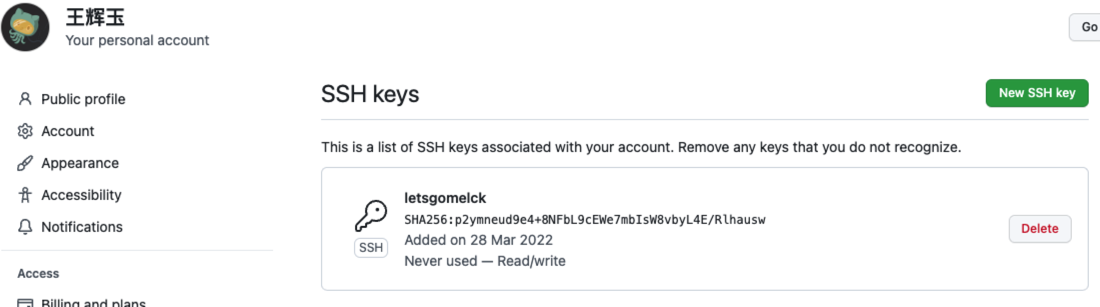 王辉玉
Your personal account
Go
Public profile
Account
Appearance
Accessibility
Notifications
Access
Billing and plans
SSH keys
New SSH key
This is a list of SSH keys associated with your account. Remove any keys that you do not recognize.
letsgomelck
SHA256:p2ymneud9e4+8NFbL9cEWe7mbIsW8vbyL4E/Rlhausw
SSH
Added on 28 Mar 2022
Never used — Read/write
Delete